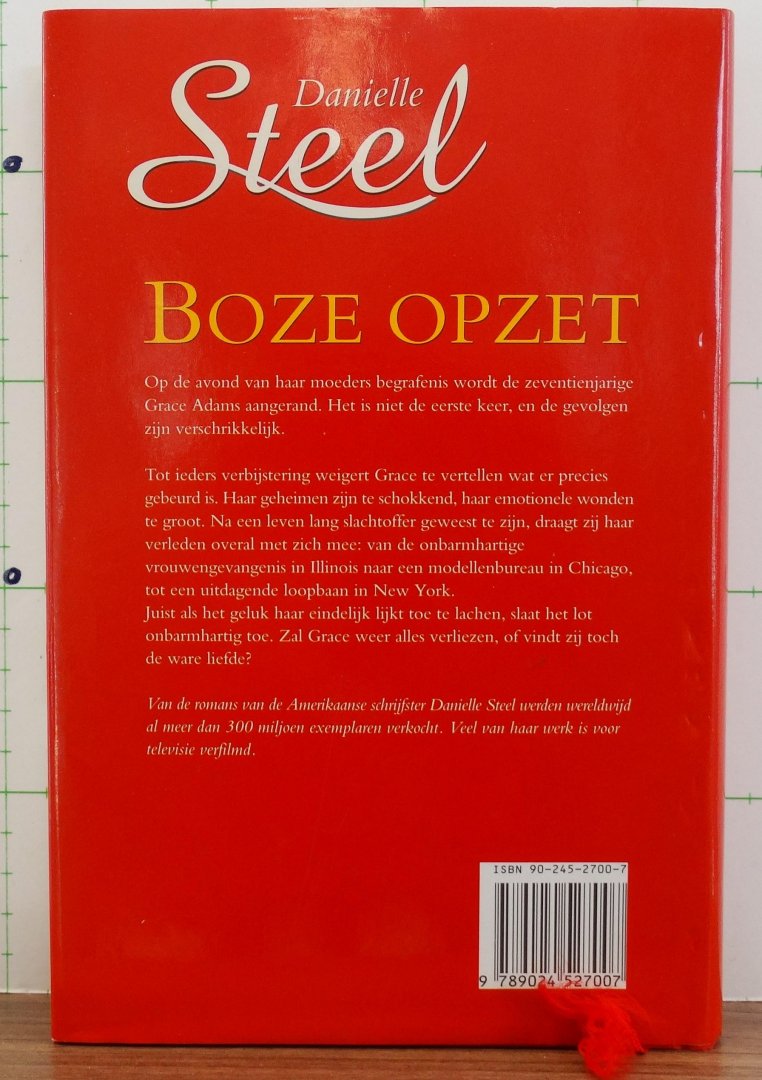 Danielle
Steel
BOZE OPZET
Op de avond van haar moeders begrafenis wordt de zeventienjarige
Grace Adams aangerand. Het is niet de eerste keer, en de gevolgen
zijn verschrikkelijk.
Tot ieders verbijstering weigert Grace te vertellen wat er precies
gebeurd is. Haar geheimen zijn te schokkend, haar emotionele wonden
te groot. Na een leven lang slachtoffer geweest te zijn, draagt zij haar
verleden overal met zich mee: van de onbarmhartige
vrouwengevangenis in Illinois naar een modellenbureau in Chicago,
tot een uitdagende loopbaan in New York.
Juist als het geluk haar eindelijk lijkt toe te lachen, slaat het lot
onbarmhartig toe. Zal Grace weer alles verliezen, of vindt zij toch
de ware liefde?
Van de romans van de Amerikaanse schrijfster Danielle Steel werden wereldwijd
al meer dan 300 miljoen exemplaren verkocht. Veel van haar werk is voor
televisie verfilmd.
ISBN 90-245-2700-7
9 789024 527007